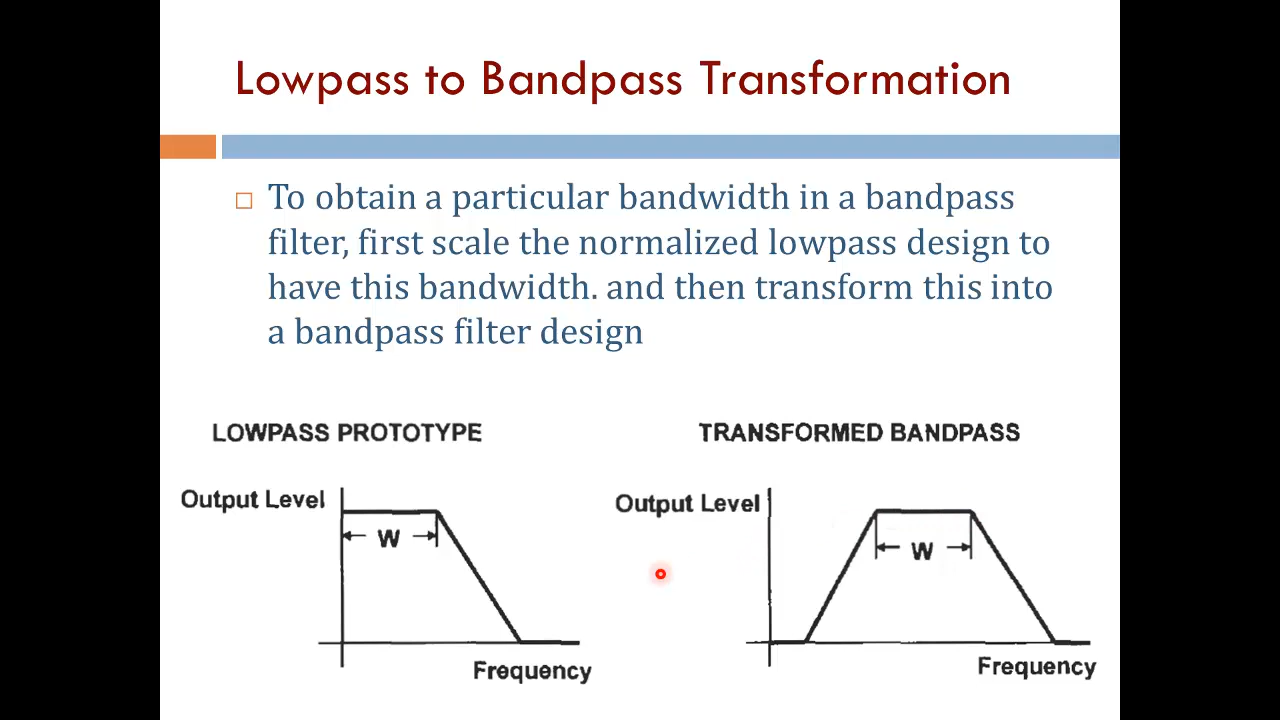 Lowpass to Bandpass Transformation
To obtain a particular bandwidth in a bandpass
filter, first scale the normalized lowpass design to
have this bandwidth. and then transform this into
a bandpass filter design
LOWPASS PROTOTYPE
Output Level
W
Frequency
TRANSFORMED BANDPASS
Output Level
W
Frequency